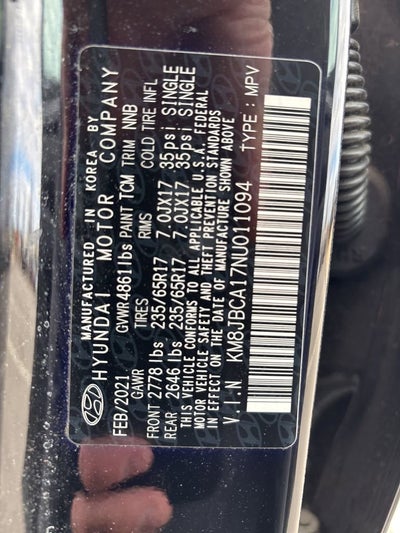 MANUFACTURED IN KOREA BY
HYUNDAI MOTOR COMPANY
FEB/2021 GVWR 4861 lbs PAINT TCM TRIM NNB
GAWR TIRES RIMS COLD TIRE INFL
FRONT 2778 lbs 235/65R17 7.0JX17 35psi SINGLE
REAR 2646 lbs 235/65R17 7.0JX17 35psi SINGLE
THIS VEHICLE CONFORMS TO ALL APPLICABLE U.S.A. FEDERAL
MOTOR VEHICLE SAFETY AND THEFT PREVENTION STANDARDS
IN EFFECT ON THE DATE OF MANUFACTURE SHOWN ABOVE
V.I.N KM8JBCA17NU011094 TYPE: MPV